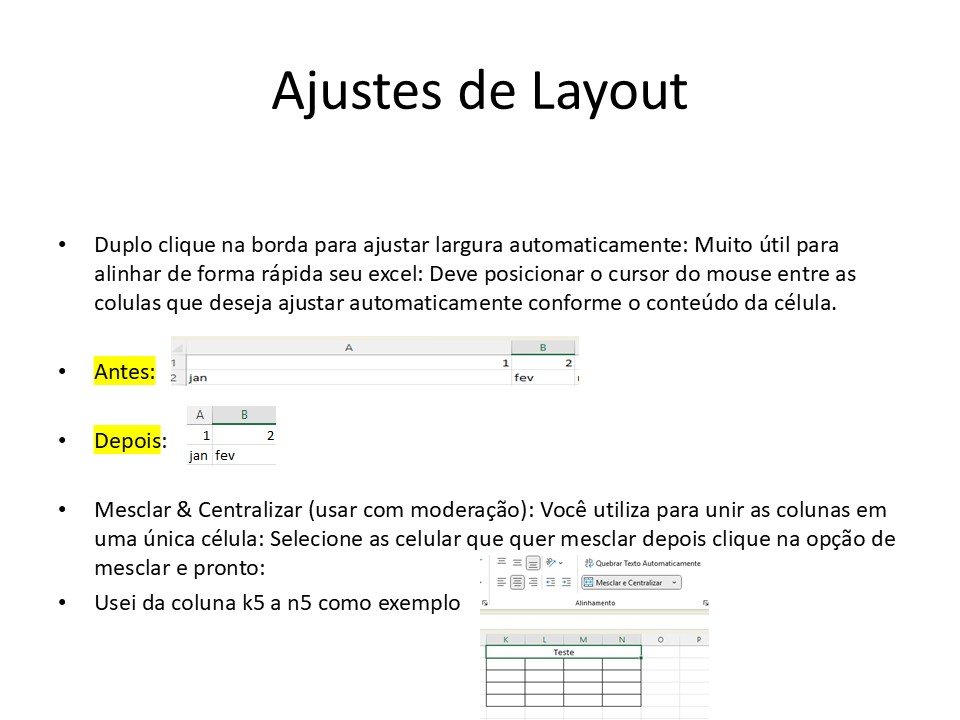 Ajustes de Layout
• Duplo clique na borda para ajustar largura automaticamente: Muito útil para
alinhar de forma rápida seu excel: Deve posicionar o cursor do mouse entre as
colulas que deseja ajustar automaticamente conforme o conteúdo da célula.
• Antes:
A B
1 1 2
2 jan fev
• Depois:
A B
1 2
jan fev
• Mesclar & Centralizar (usar com moderação): Você utiliza para unir as colunas em
uma única célula: Selecione as celular que quer mesclar depois clique na opção de
mesclar e pronto:
Quebrar Texto Automaticamente
Mesclar e Centralizar
Alinhamento
• Usei da coluna k5 a n5 como exemplo
K L M N O P
Teste